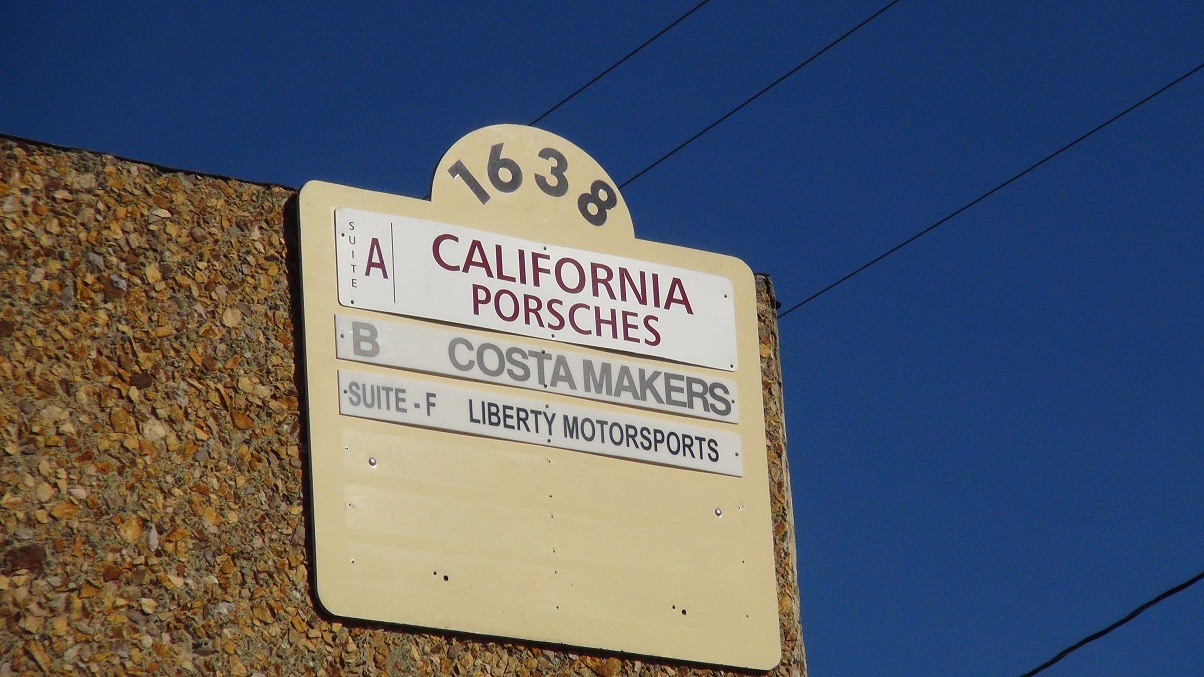 1638
SUITE A CALIFORNIA
PORSCHES
B COSTA MAKERS
SUITE - F LIBERTY MOTORSPORTS